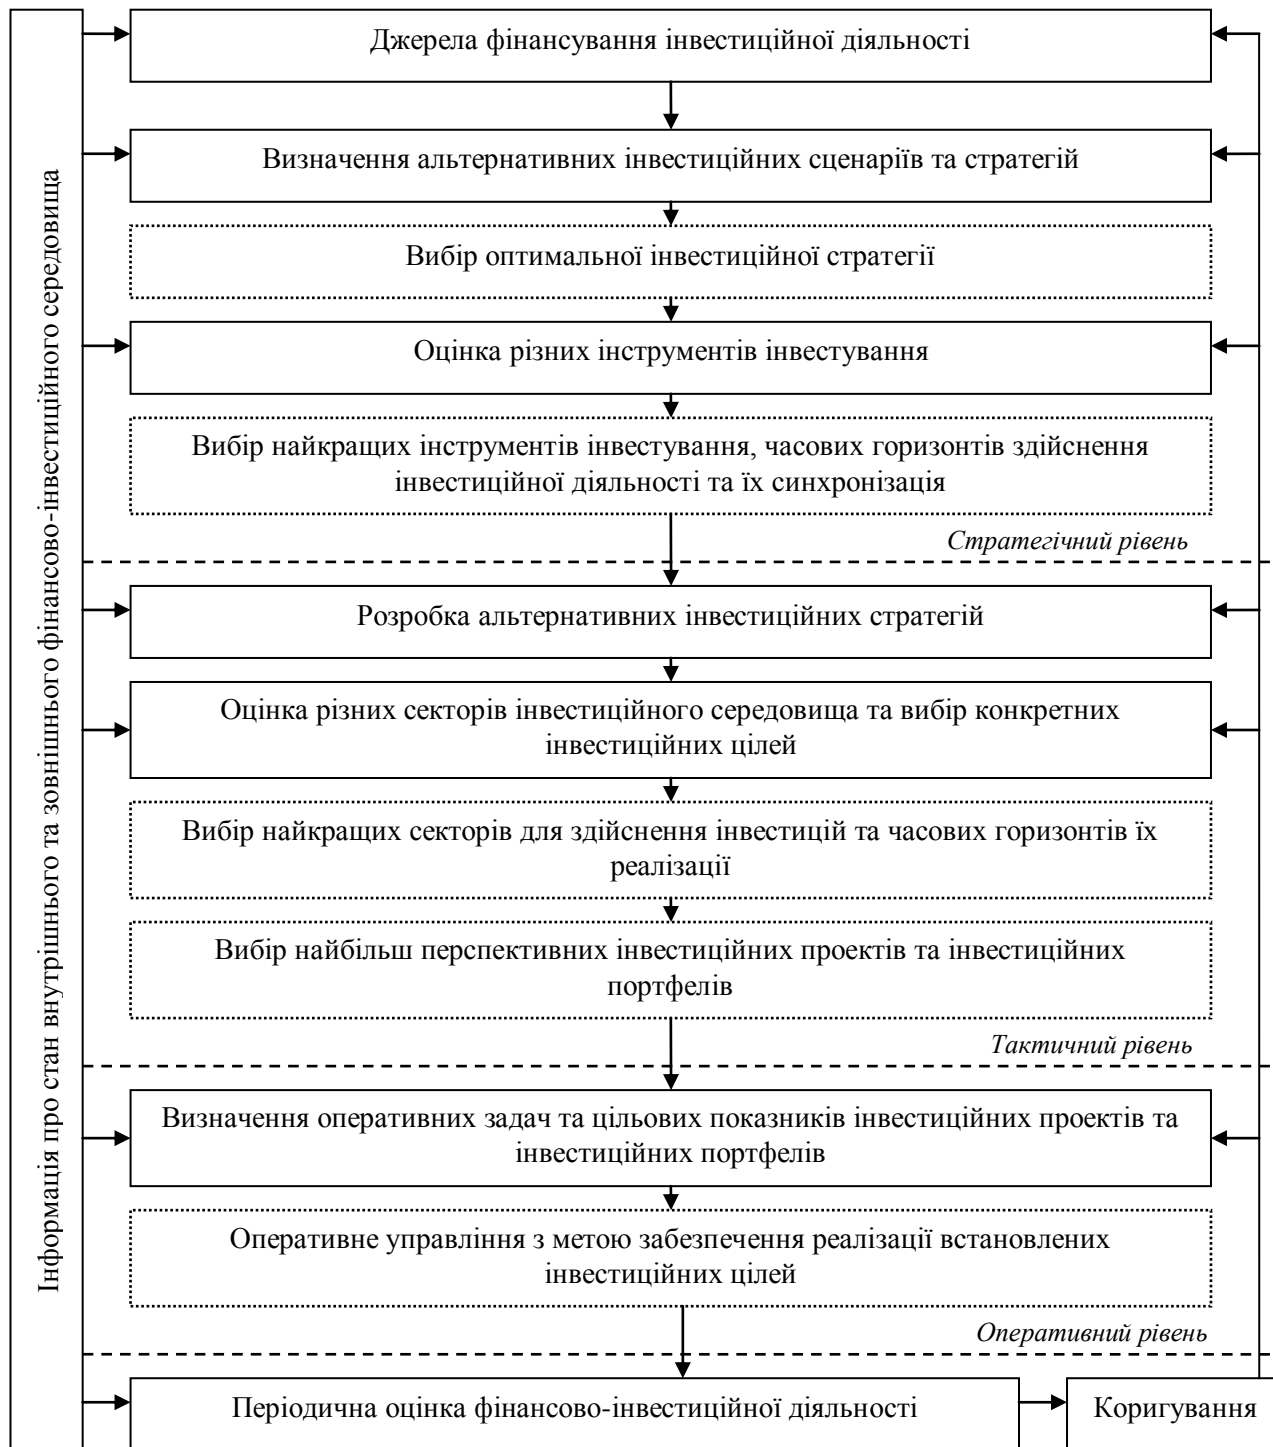 Інформація про стан внутрішнього та зовнішнього фінансово-інвестиційного середовища
Джерела фінансування інвестиційної діяльності
Визначення альтернативних інвестиційних сценаріїв та стратегій
Вибір оптимальної інвестиційної стратегії
Оцінка різних інструментів інвестування
Вибір найкращих інструментів інвестування, часових горизонтів здійснення
інвестиційної діяльності та їх синхронізація
Стратегічний рівень
Розробка альтернативних інвестиційних стратегій
Оцінка різних секторів інвестиційного середовища та вибір конкретних
інвестиційних цілей
Вибір найкращих секторів для здійснення інвестицій та часових горизонтів їх
реалізації
Вибір найбільш перспективних інвестиційних проектів та інвестиційних
портфелів
Тактичний рівень
Визначення оперативних задач та цільових показників інвестиційних проектів та
інвестиційних портфелів
Оперативне управління з метою забезпечення реалізації встановлених
інвестиційних цілей
Оперативний рівень
Періодична оцінка фінансово-інвестиційної діяльності
Коригування